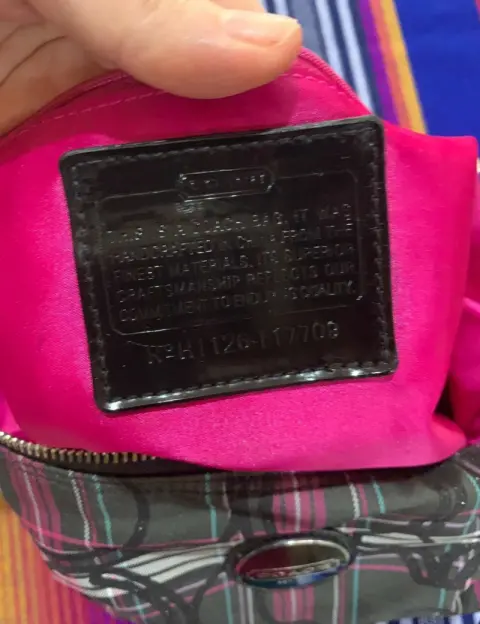 COACH
THIS IS A COACH BAG. IT WAS
HANDCRAFTED IN CHINA FROM THE
FINEST MATERIALS. ITS SUPERIOR
CRAFTSMANSHIP REFLECTS OUR
COMMITMENT TO ENDURING QUALITY.